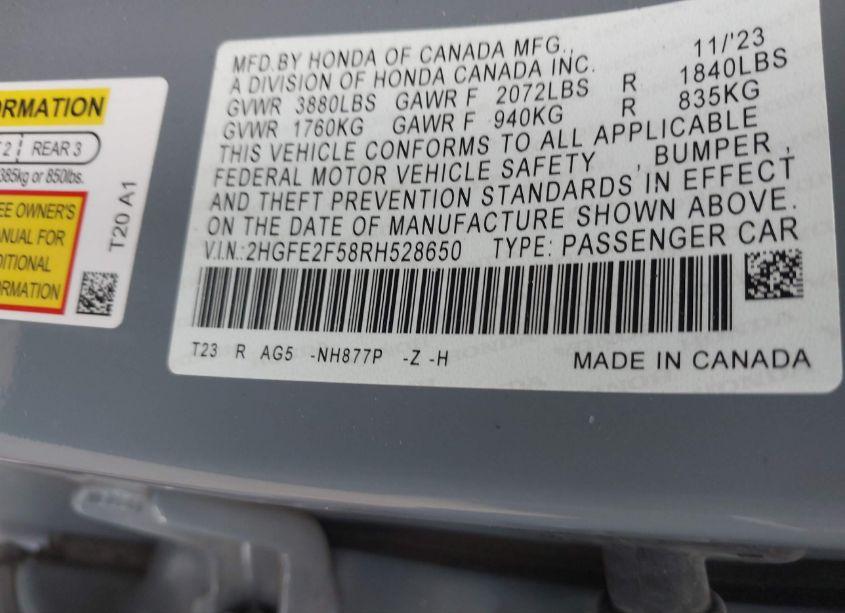 ORMATION
2 REAR 3
385kg or 850lbs.
EE OWNER'S
ANUAL FOR
DITIONAL
ORMATION
T20 A1
MFD.BY HONDA OF CANADA MFG., 11/'23
A DIVISION OF HONDA CANADA INC.
GVWR 3880LBS GAWR F 2072LBS R 1840LBS
GVWR 1760KG GAWR F 940KG R 835KG
THIS VEHICLE CONFORMS TO ALL APPLICABLE
FEDERAL MOTOR VEHICLE SAFETY , BUMPER ,
AND THEFT PREVENTION STANDARDS IN EFFECT
ON THE DATE OF MANUFACTURE SHOWN ABOVE.
V.I.N.:2HGFE2F58RH528650 TYPE: PASSENGER CAR
T23 R AG5 -NH877P -Z -H MADE IN CANADA